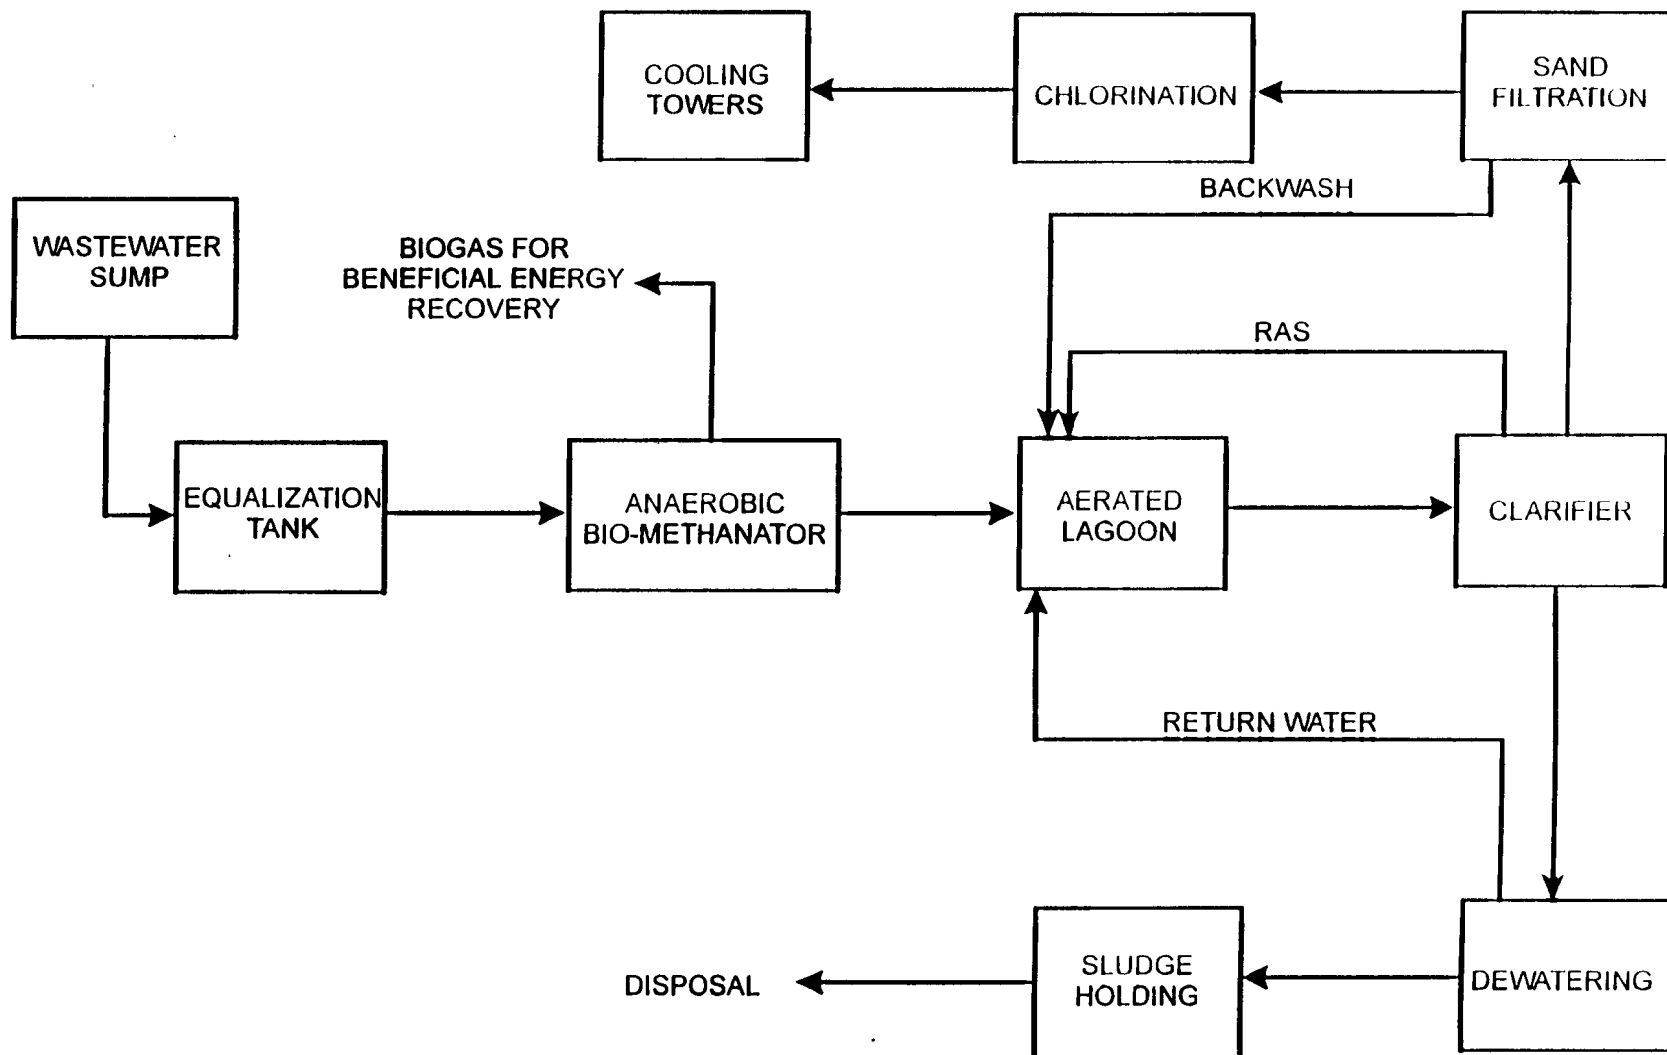 COOLING
TOWERS
CHLORINATION
SAND
FILTRATION
BACKWASH
WASTEWATER
SUMP
BIOGAS FOR
BENEFICIAL ENERGY
RECOVERY
RAS
EQUALIZATION
TANK
ANAEROBIC
BIO-METHANATOR
AERATED
LAGOON
CLARIFIER
RETURN WATER
DISPOSAL
SLUDGE
HOLDING
DEWATERING